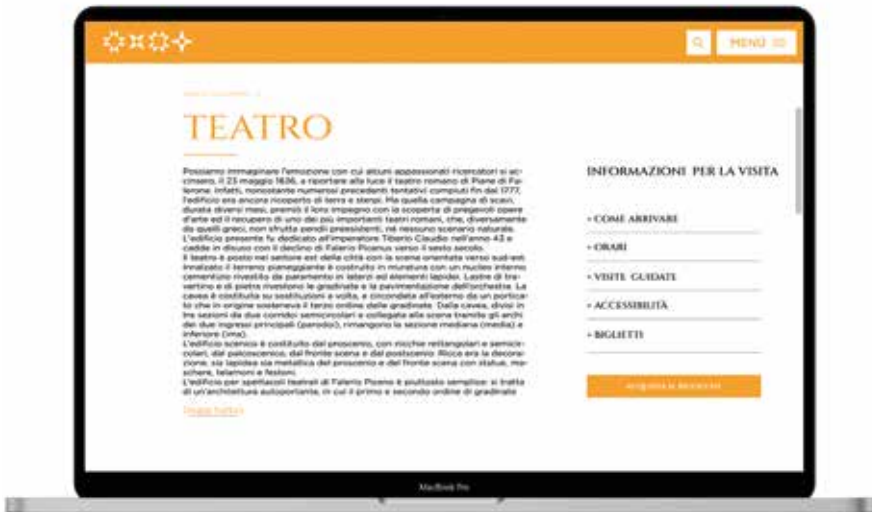 MENU
TEATRO
Possiamo immaginare l'emozione con cui alcuni appassionati ricercatori si ac-
cinsero, il 23 maggio 1836, a riportare alla luce il teatro romano di Piane di Fa-
lerone. Infatti, nonostante numerosi precedenti tentativi compiuti fin dal 1777,
l'edificio era ancora ricoperto di terra e sterpi. Ma quella campagna di scavi,
durata diversi mesi, premiò il loro impegno con la scoperta di pregevoli opere
d'arte ed il recupero di uno dei più importanti teatri romani, che, diversamente
da quelli greci, non sfrutta pendii preesistenti, né nessuno scenario naturale.
L'edificio presente fu dedicato all'imperatore Tiberio Claudio nell'anno 43 e
cadde in disuso con il declino di Falerio Picenus verso il sesto secolo.
Il teatro è posto nel settore est della città con la scena orientata verso sud-est
Innalzato il terreno pianeggiante è costruito in muratura con un nucleo interno
cementizio rivestito da paramento in laterizi ed elementi lapidei. Lastre di tra-
vertino e di pietra rivestono le gradinate e la pavimentazione dell'orchestra. La
cavea è costituita su sostituzioni a volta, e circondata all'esterno da un portica-
to che in origine sosteneva il terzo ordine delle gradinate. Dalla cavea, divisi in
tre sezioni da due corridoi semicircolari e collegata alla scena tramite gli archi
dei due ingressi principali (parodoi), rimangono la sezione mediana (media) e
inferiore (ima).
L'edificio scenico è costituito dal proscenio, con nicchie rettangolari e semicir-
colari, dal palcoscenico, dal fronte scena e dal postscenio. Ricca era la decora-
zione, sia lapidea sia metallica del proscenio e del fronte scena con statue, ma-
schere, telamoni e festoni.
L'edificio per spettacoli teatrali di Falerio Piceno è piuttosto semplice: si tratta
di un'architettura autoportante, in cui il primo e secondo ordine di gradinate
leggi tutto
INFORMAZIONI PER LA VISITA
+ COME ARRIVARE
+ ORARI
+ VISITE GUIDATE
+ ACCESSIBILITÀ
+ BIGLIETTI
MacBook Pro